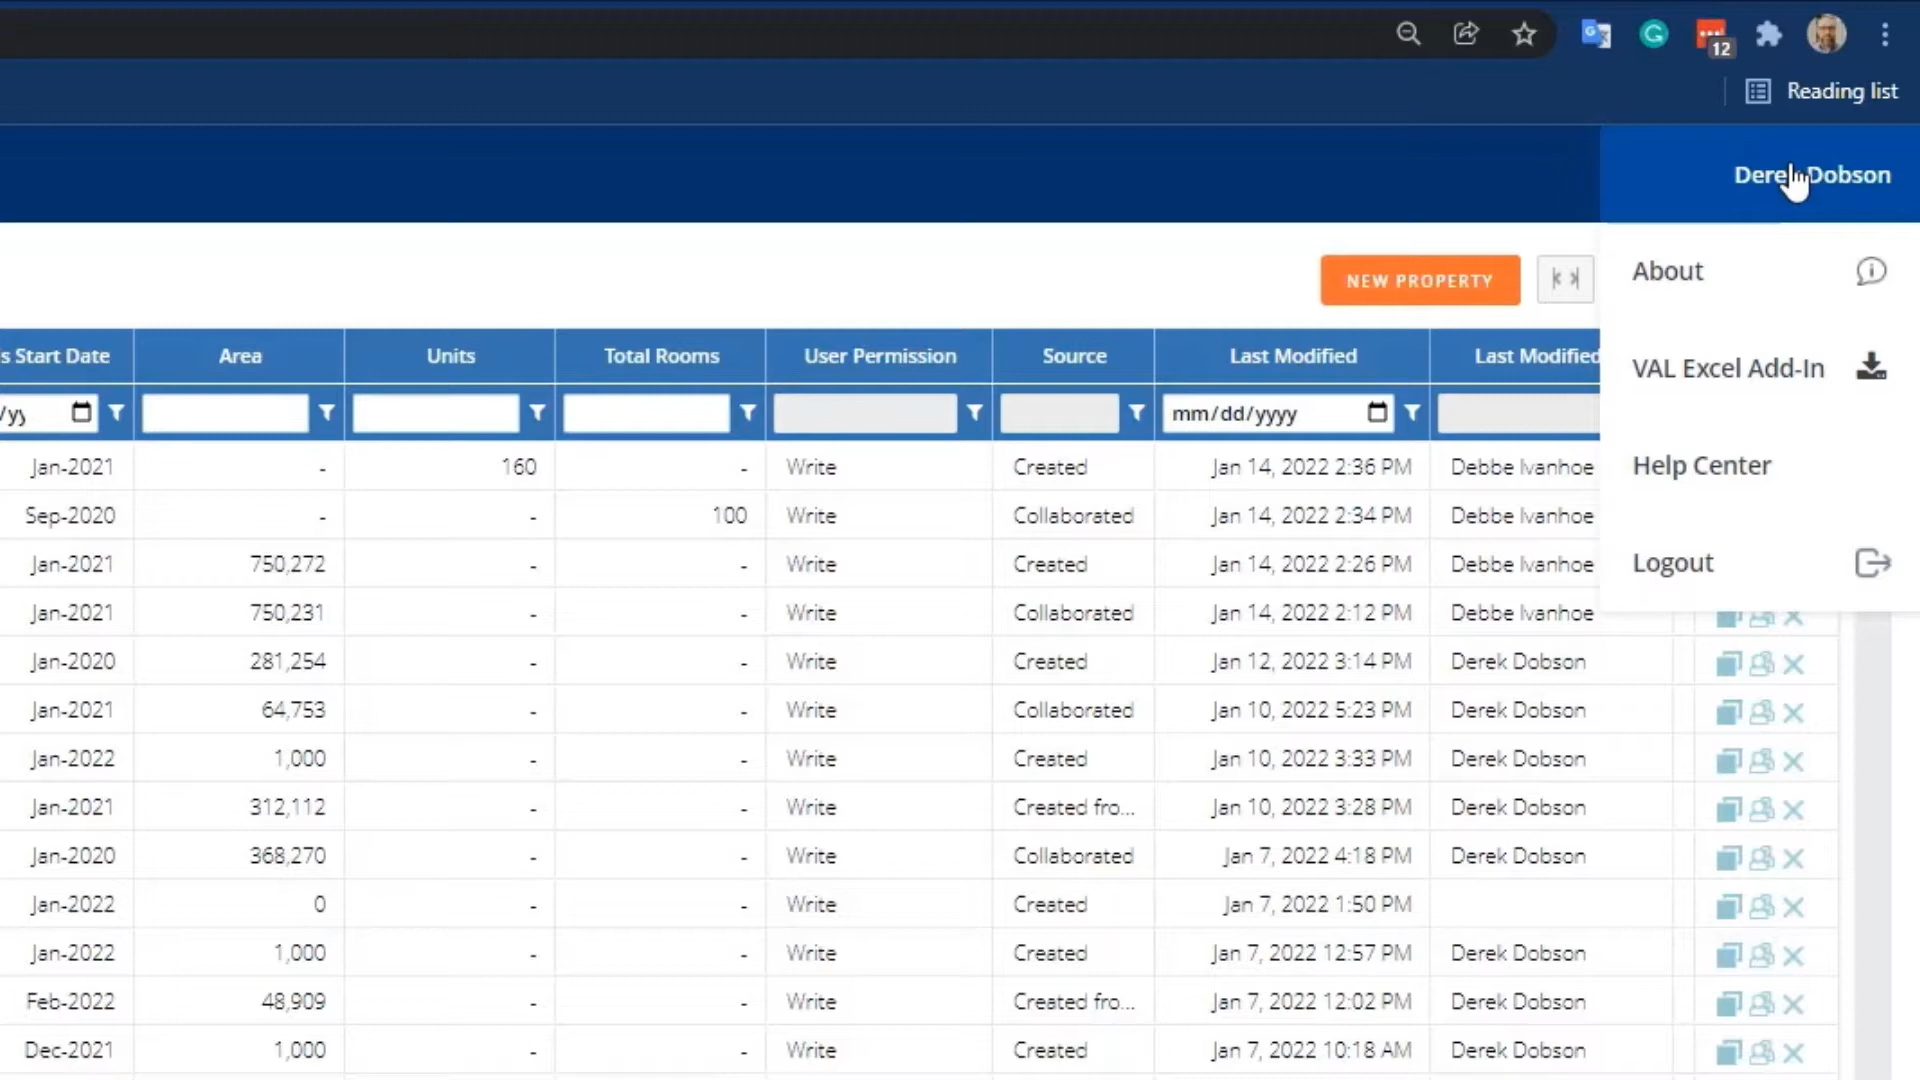 12
Reading list
Derek Dobson
NEW PROPERTY
About
VAL Excel Add-In
Help Center
Logout
s Start Date Area Units Total Rooms User Permission Source Last Modified Last Modified
/yy mm/dd/yyyy
Jan-2021 - 160 - Write Created Jan 14, 2022 2:36 PM Debbe Ivanhoe
Sep-2020 - - 100 Write Collaborated Jan 14, 2022 2:34 PM Debbe Ivanhoe
Jan-2021 750,272 - - Write Created Jan 14, 2022 2:26 PM Debbe Ivanhoe
Jan-2021 750,231 - - Write Collaborated Jan 14, 2022 2:12 PM Debbe Ivanhoe
Jan-2020 281,254 - - Write Created Jan 12, 2022 3:14 PM Derek Dobson
Jan-2021 64,753 - - Write Collaborated Jan 10, 2022 5:23 PM Derek Dobson
Jan-2022 1,000 - - Write Created Jan 10, 2022 3:33 PM Derek Dobson
Jan-2021 312,112 - - Write Created fro... Jan 10, 2022 3:28 PM Derek Dobson
Jan-2020 368,270 - - Write Collaborated Jan 7, 2022 4:18 PM Derek Dobson
Jan-2022 0 - - Write Created Jan 7, 2022 1:50 PM
Jan-2022 1,000 - - Write Created Jan 7, 2022 12:57 PM Derek Dobson
Feb-2022 48,909 - - Write Created fro... Jan 7, 2022 12:02 PM Derek Dobson
Dec-2021 1,000 - - Write Created Jan 7, 2022 10:18 AM Derek Dobson